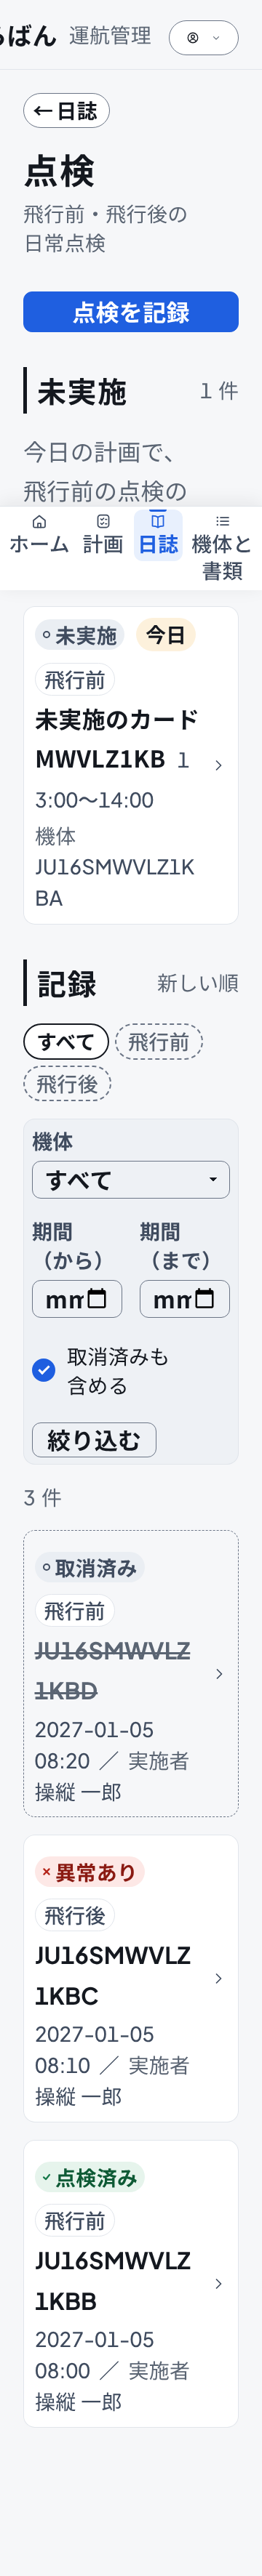 ばん 運航管理
← 日誌
点検
飛行前・飛行後の
日常点検
点検を記録
未実施 1 件
今日の計画で、
飛行前の点検の
ホーム 計画 日誌 機体と
書類
未実施 今日
飛行前
未実施のカード
MWVLZ1KB 1
3:00〜14:00
機体
JU16SMWVLZ1K
BA
記録 新しい順
すべて 飛行前
飛行後
機体
すべて
期間 期間
（から） （まで）
mm mm
取消済みも
含める
絞り込む
3 件
取消済み
飛行前
JU16SMWVLZ
1KBD
2027-01-05
08:20 ／ 実施者
操縦 一郎
異常あり
飛行後
JU16SMWVLZ
1KBC
2027-01-05
08:10 ／ 実施者
操縦 一郎
点検済み
飛行前
JU16SMWVLZ
1KBB
2027-01-05
08:00 ／ 実施者
操縦 一郎